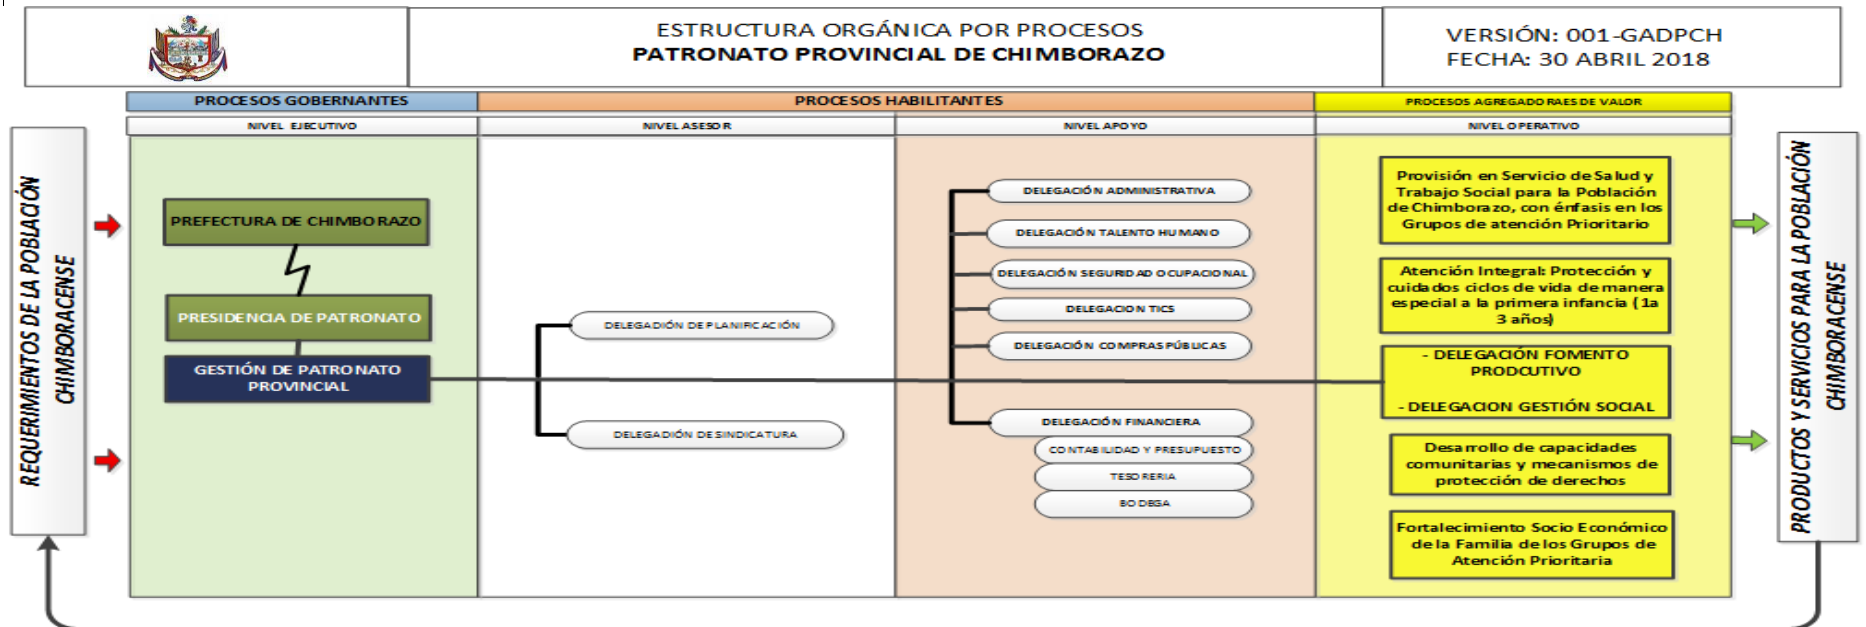 ESTRUCTURA ORGÁNICA POR PROCESOS
PATRONATO PROVINCIAL DE CHIMBORAZO
VERSIÓN: 001-GADPCH
FECHA: 30 ABRIL 2018
PROCESOS GOBERNANTES
PROCESOS HABILITANTES
PROCESOS AGREGADORAES DE VALOR
NIVEL EJECUTIVO
NIVEL ASESOR
NIVEL APOYO
NIVEL OPERATIVO
REQUERIMIENTOS DE LA POBLACIÓN
CHIMBORACENSE
PREFECTURA DE CHIMBORAZO
PRESIDENCIA DE PATRONATO
GESTIÓN DE PATRONATO
PROVINCIAL
DELEGADIÓN DE PLANIFICACIÓN
DELEGADIÓN DE SINDICATURA
DELEGACIÓN ADMINISTRATIVA
DELEGACIÓN TALENTO HUMANO
DELEGACIÓN SEGURIDAD OCUPACIONAL
DELEGACION TICS
DELEGACIÓN COMPRAS PÚBLICAS
DELEGACIÓN FINANCIERA
CONTABILIDAD Y PRESUPUESTO
TESORERIA
BODEGA
Provisión en Servicio de Salud y
Trabajo Social para la Población
de Chimborazo, con énfasis en los
Grupos de atención Prioritario
Atención Integral: Protección y
cuidados ciclos de vida de manera
especial a la primera infancia (1a
3 años)
- DELEGACIÓN FOMENTO
PRODCUTIVO
- DELEGACION GESTIÓN SOCIAL
Desarrollo de capacidades
comunitarias y mecanismos de
protección de derechos
Fortalecimiento Socio Económico
de la Familia de los Grupos de
Atención Prioritaria
PRODUCTOS Y SERVICIOS PARA LA POBLACIÓN
CHIMBORACENSE